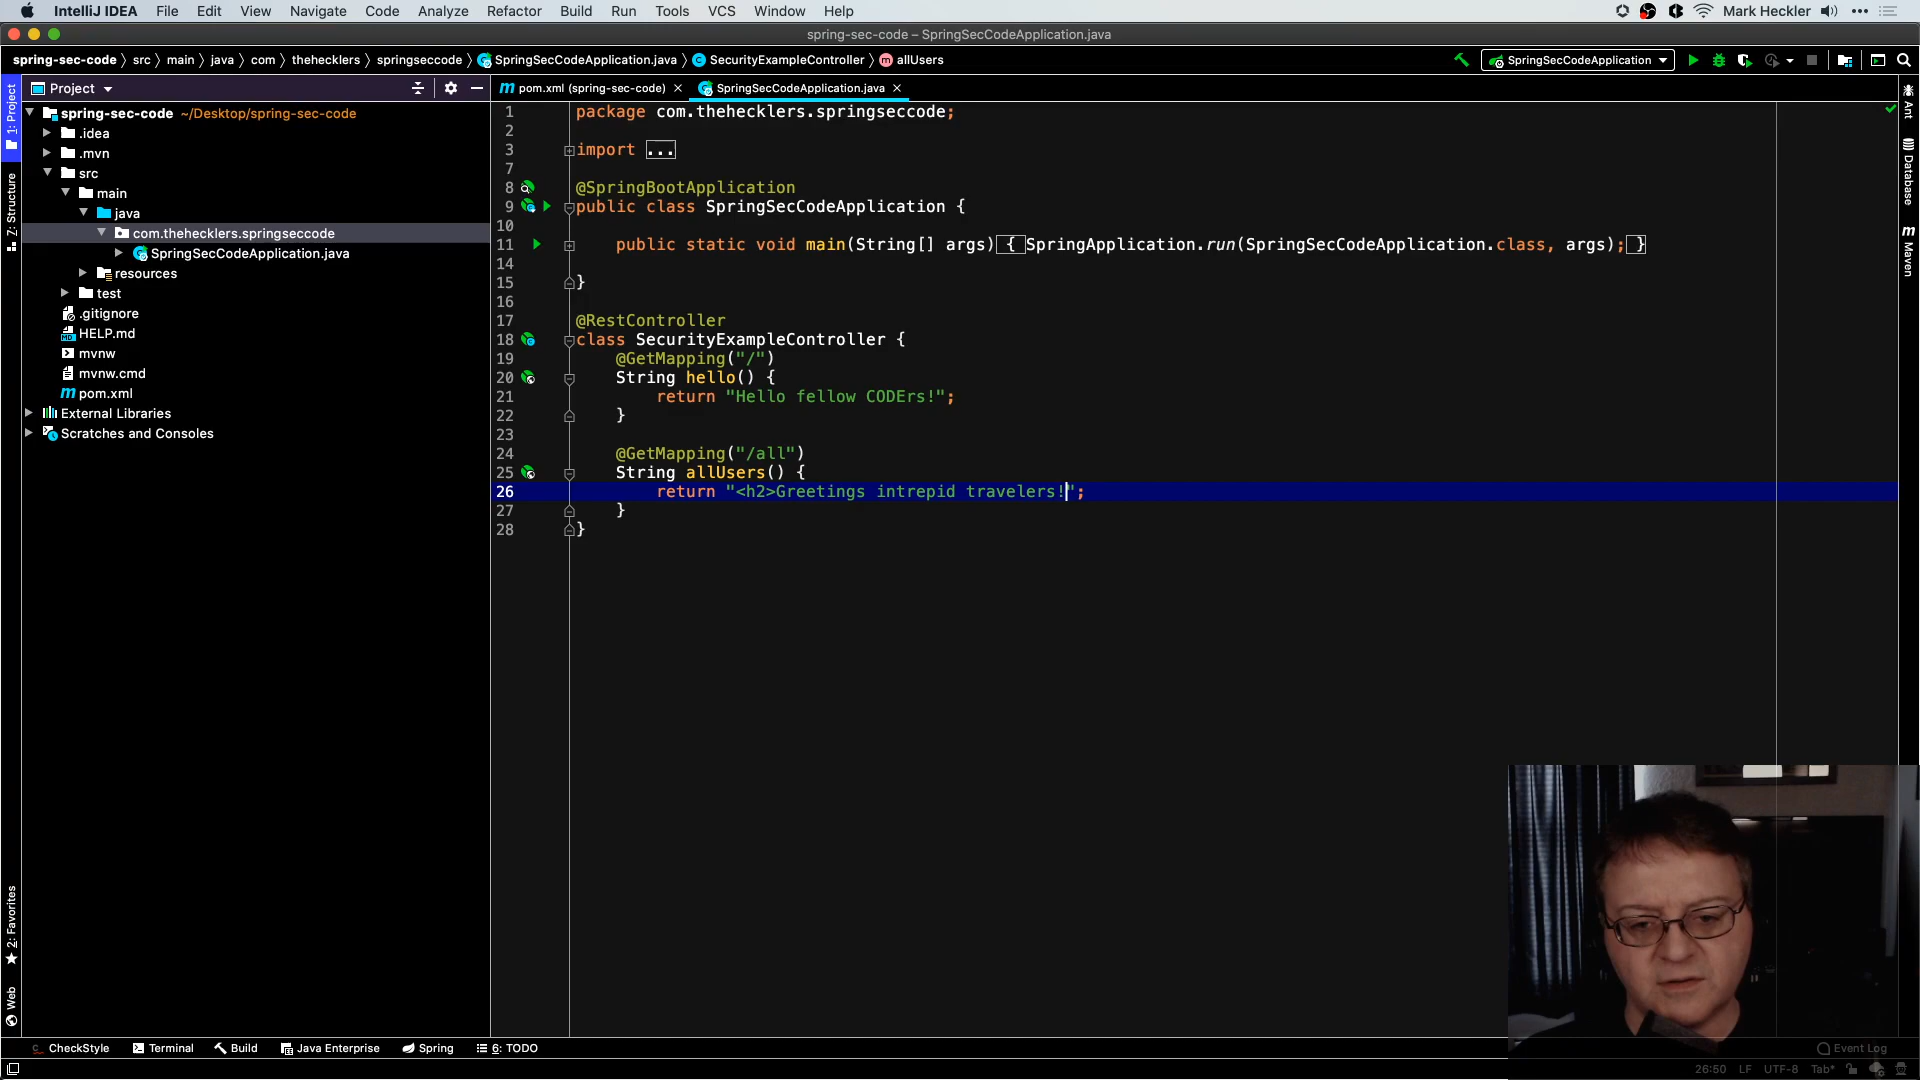 IntelliJ IDEA File Edit View Navigate Code Analyze Refactor Build Run Tools VCS Window Help Mark Heckler
spring-sec-code – SpringSecCodeApplication.java
spring-sec-code src main java com thehecklers springseccode SpringSecCodeApplication.java SecurityExampleController allUsers SpringSecCodeApplication
Project pom.xml (spring-sec-code) SpringSecCodeApplication.java
1: Project
Z: Structure
2: Favorites
Web
Ant
Database
Maven
spring-sec-code ~/Desktop/spring-sec-code
.idea
.mvn
src
main
java
com.thehecklers.springseccode
SpringSecCodeApplication.java
resources
test
.gitignore
HELP.md
mvnw
mvnw.cmd
pom.xml
External Libraries
Scratches and Consoles
1 package com.thehecklers.springseccode;
2
3 import ...
7
8 @SpringBootApplication
9 public class SpringSecCodeApplication {
10
11 public static void main(String[] args) { SpringApplication.run(SpringSecCodeApplication.class, args); }
14
15 }
16
17 @RestController
18 class SecurityExampleController {
19 @GetMapping("/")
20 String hello() {
21 return "Hello fellow CODErs!";
22 }
23
24 @GetMapping("/all")
25 String allUsers() {
26 return "<h2>Greetings intrepid travelers!";
27 }
28 }
CheckStyle Terminal Build Java Enterprise Spring 6: TODO Event Log
26:50 LF UTF-8 Tab*